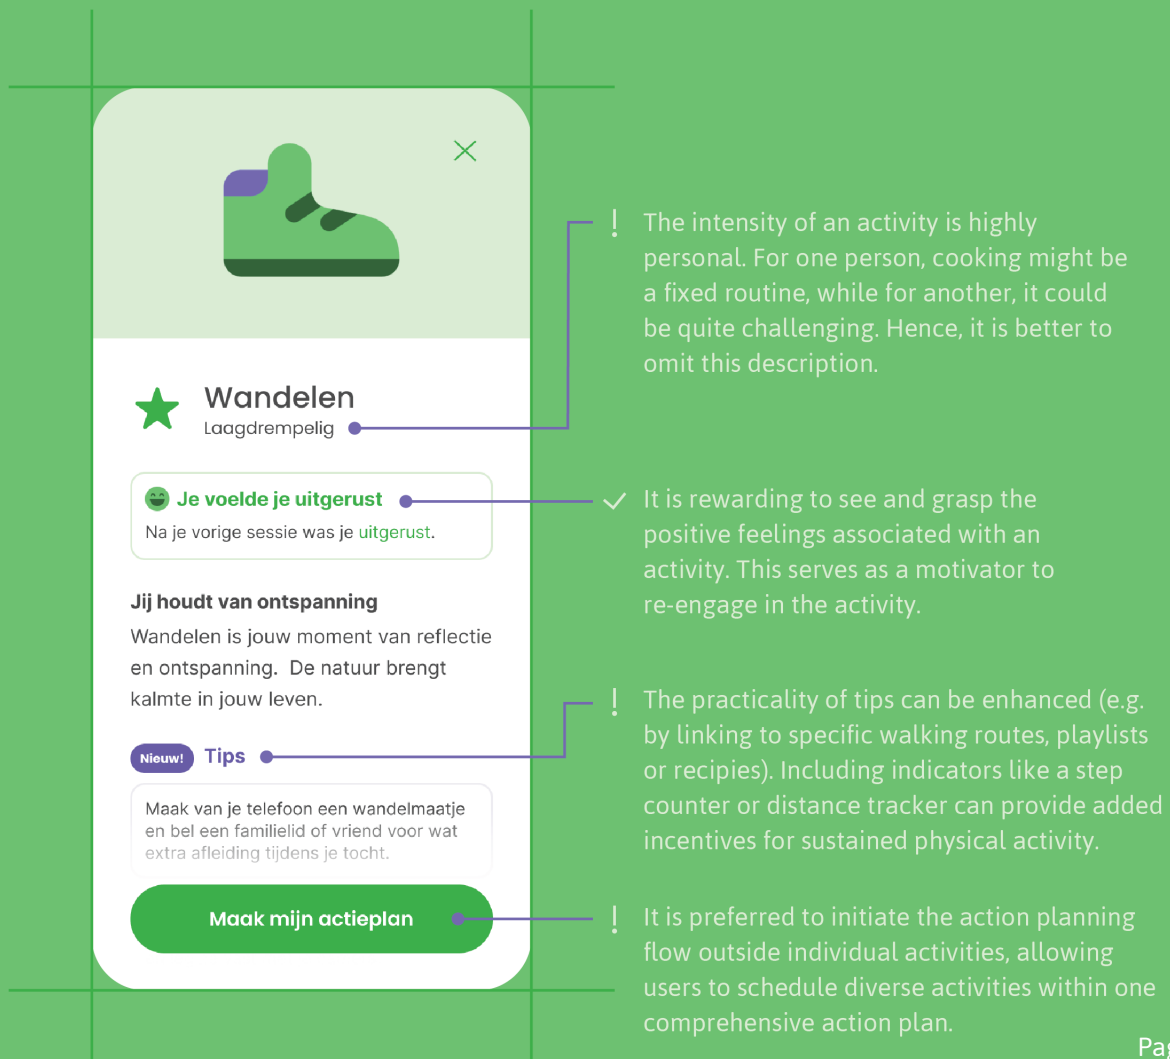 ! The intensity of an activity is highly
personal. For one person, cooking might be
a fixed routine, while for another, it could
be quite challenging. Hence, it is better to
omit this description.
Wandelen
Laagdrempelig
Je voelde je uitgerust
Na je vorige sessie was je uitgerust.
It is rewarding to see and grasp the
positive feelings associated with an
activity. This serves as a motivator to
re-engage in the activity.
Jij houdt van ontspanning
Wandelen is jouw moment van reflectie
en ontspanning. De natuur brengt
kalmte in jouw leven.
Nieuw! Tips
Maak van je telefoon een wandelmaatje
en bel een familielid of vriend voor wat
extra afleiding tijdens je tocht.
! The practicality of tips can be enhanced (e.g.
by linking to specific walking routes, playlists
or recipies). Including indicators like a step
counter or distance tracker can provide added
incentives for sustained physical activity.
Maak mijn actieplan
! It is preferred to initiate the action planning
flow outside individual activities, allowing
users to schedule diverse activities within one
comprehensive action plan.